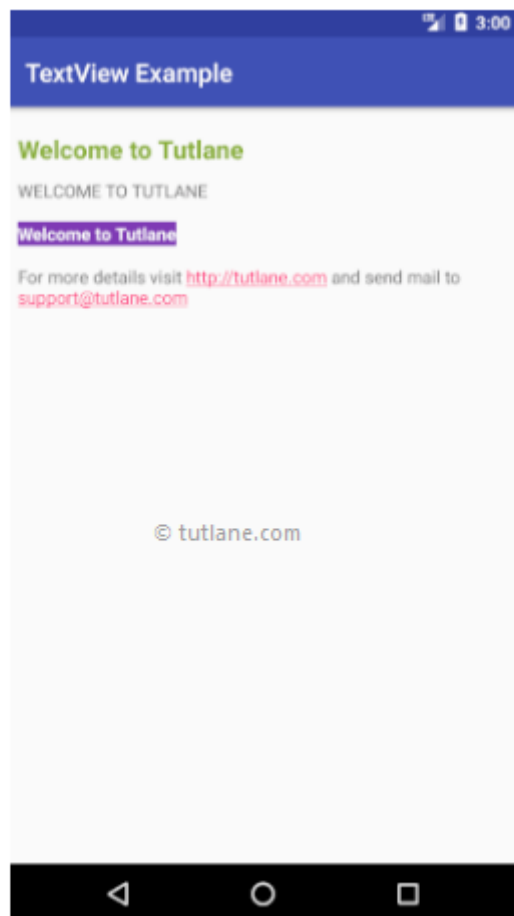 3:00
TextView Example
Welcome to Tutlane
WELCOME TO TUTLANE
Welcome to Tutlane
For more details visit http://tutlane.com and send mail to
support@tutlane.com
© tutlane.com